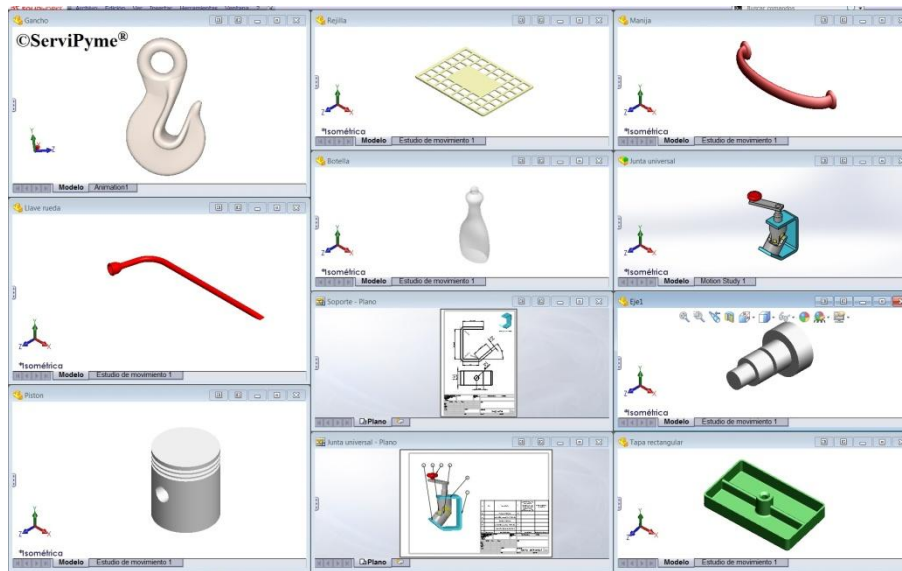 Archivo Edición Ver Insertar Herramientas Ventana ?
Buscar comandos
Gancho
©ServiPyme®
Modelo Animation1
Llave rueda
*Isométrica
Modelo Estudio de movimiento 1
Piston
*Isométrica
Modelo Estudio de movimiento 1
Rejilla
*Isométrica
Modelo Estudio de movimiento 1
Botella
*Isométrica
Modelo Estudio de movimiento 1
Soporte - Plano
Plano
Junta universal - Plano
Plano
Manija
*Isométrica
Modelo Estudio de movimiento 1
Junta universal
*Isométrica
Modelo Motion Study 1
Eje1
*Isométrica
Modelo Estudio de movimiento 1
Tapa rectangular
*Isométrica
Modelo Estudio de movimiento 1